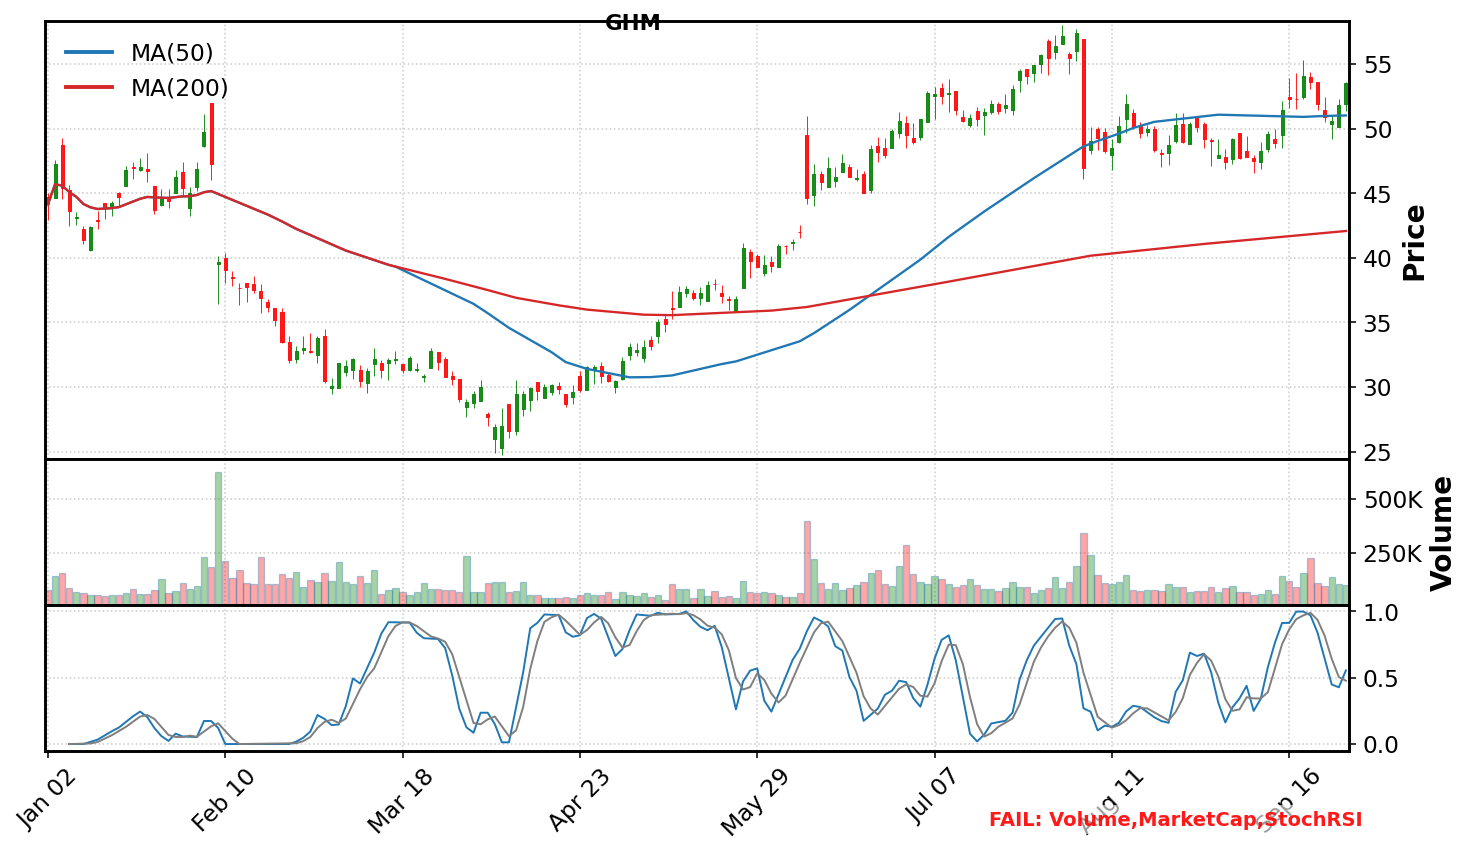 GHM
MA(50)
MA(200)
55
50
45
40
35
30
25
Price
500K
250K
Volume
1.0
0.5
0.0
Jan 02
Feb 10
Mar 18
Apr 23
May 29
Jul 07
Aug 11
Sep 16
FAIL: Volume,MarketCap,StochRSI